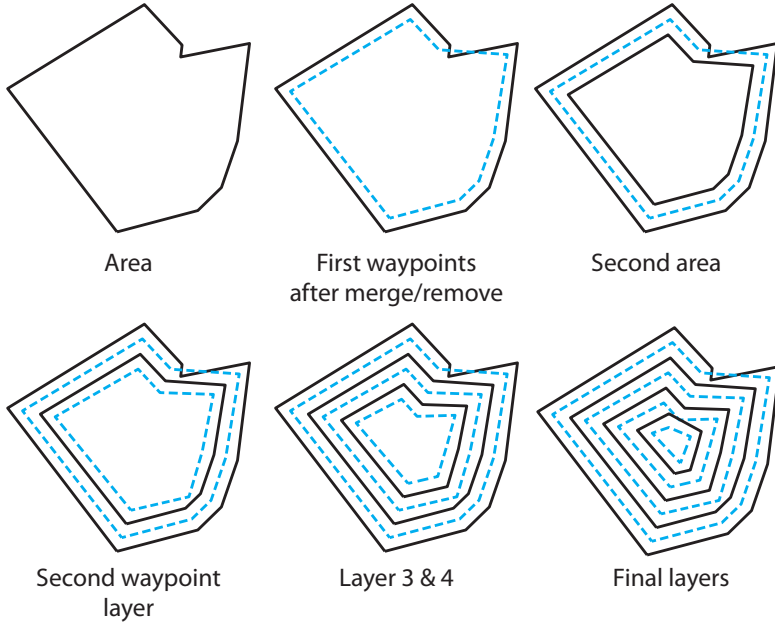 Area
First waypoints
after merge/remove
Second area
Second waypoint
layer
Layer 3 & 4
Final layers